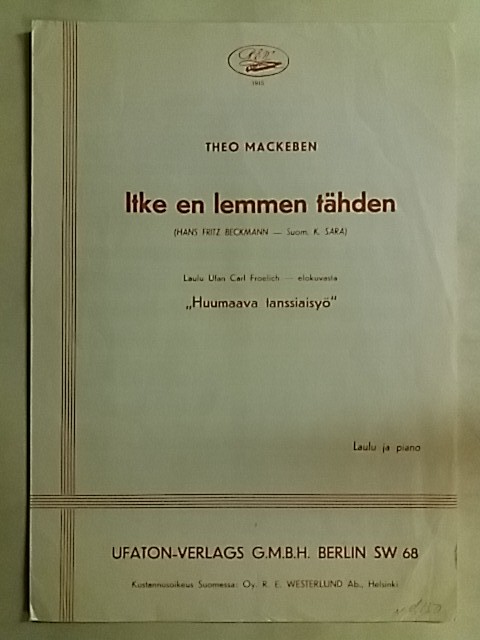 1915
THEO MACKEBEN
Itke en lemmen tähden
(HANS FRITZ BECKMANN — Suom. K. SARA)
Laulu Ufan Carl Froelich — elokuvasta
„Huumaava tanssiaisyö"
Laulu ja piano
UFATON-VERLAGS G.M.B.H. BERLIN SW 68
Kustannusoikeus Suomessa: Oy. R. E. WESTERLUND Ab., Helsinki